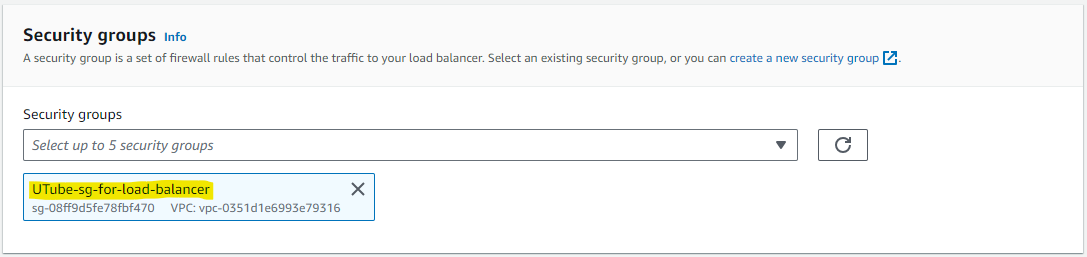 Security groups Info
A security group is a set of firewall rules that control the traffic to your load balancer. Select an existing security group, or you can create a new security group.
Security groups
Select up to 5 security groups
UTube-sg-for-load-balancer
sg-08ff9d5fe78fbf470 VPC: vpc-0351d1e6993e79316